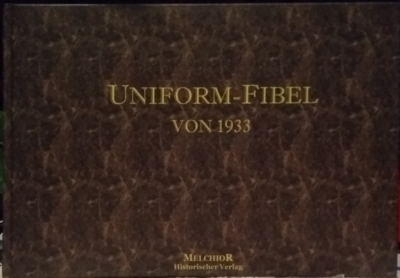 UNIFORM-FIBEL
VON 1933
MELCHIOR
Historischer Verlag